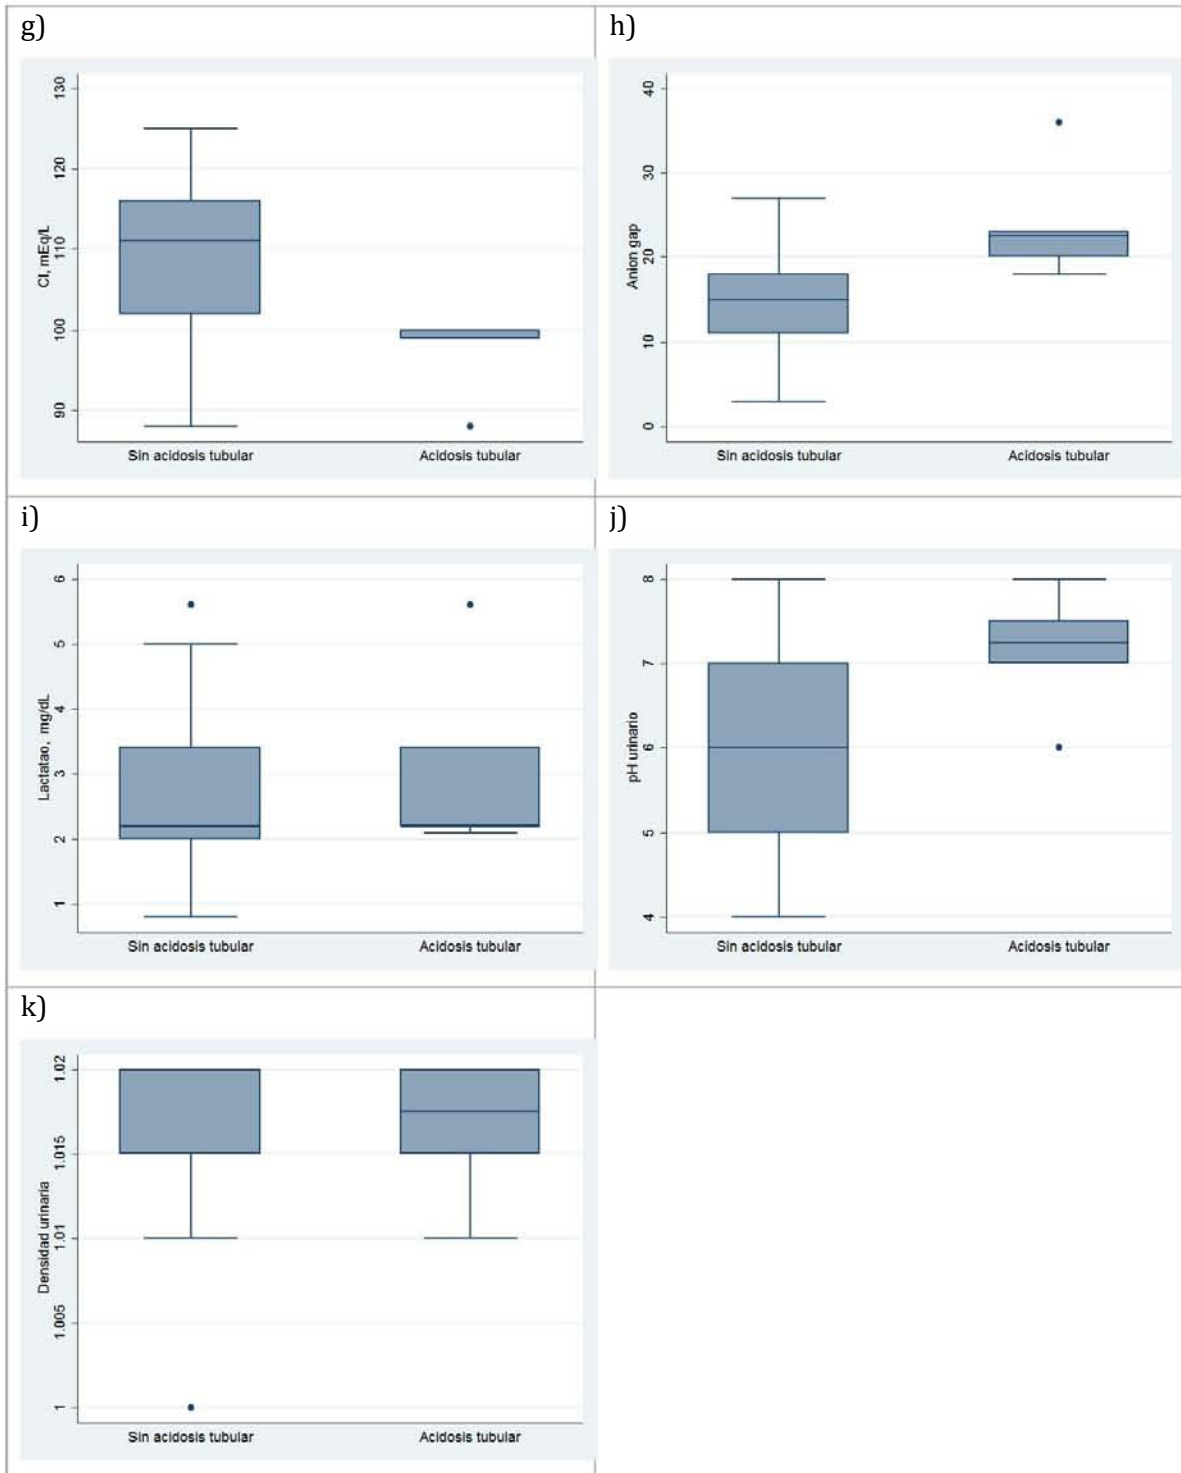 g)
130
120
110
100
90
Cl, mEq/L
Sin acidosis tubular
Acidosis tubular
h)
40
30
20
10
0
Anion gap
Sin acidosis tubular
Acidosis tubular
i)
6
5
4
3
2
1
Lactatao, mg/dL
Sin acidosis tubular
Acidosis tubular
j)
8
7
6
5
4
pH urinario
Sin acidosis tubular
Acidosis tubular
k)
1.02
1.015
1.01
1.005
1
Densidad urinaria
Sin acidosis tubular
Acidosis tubular